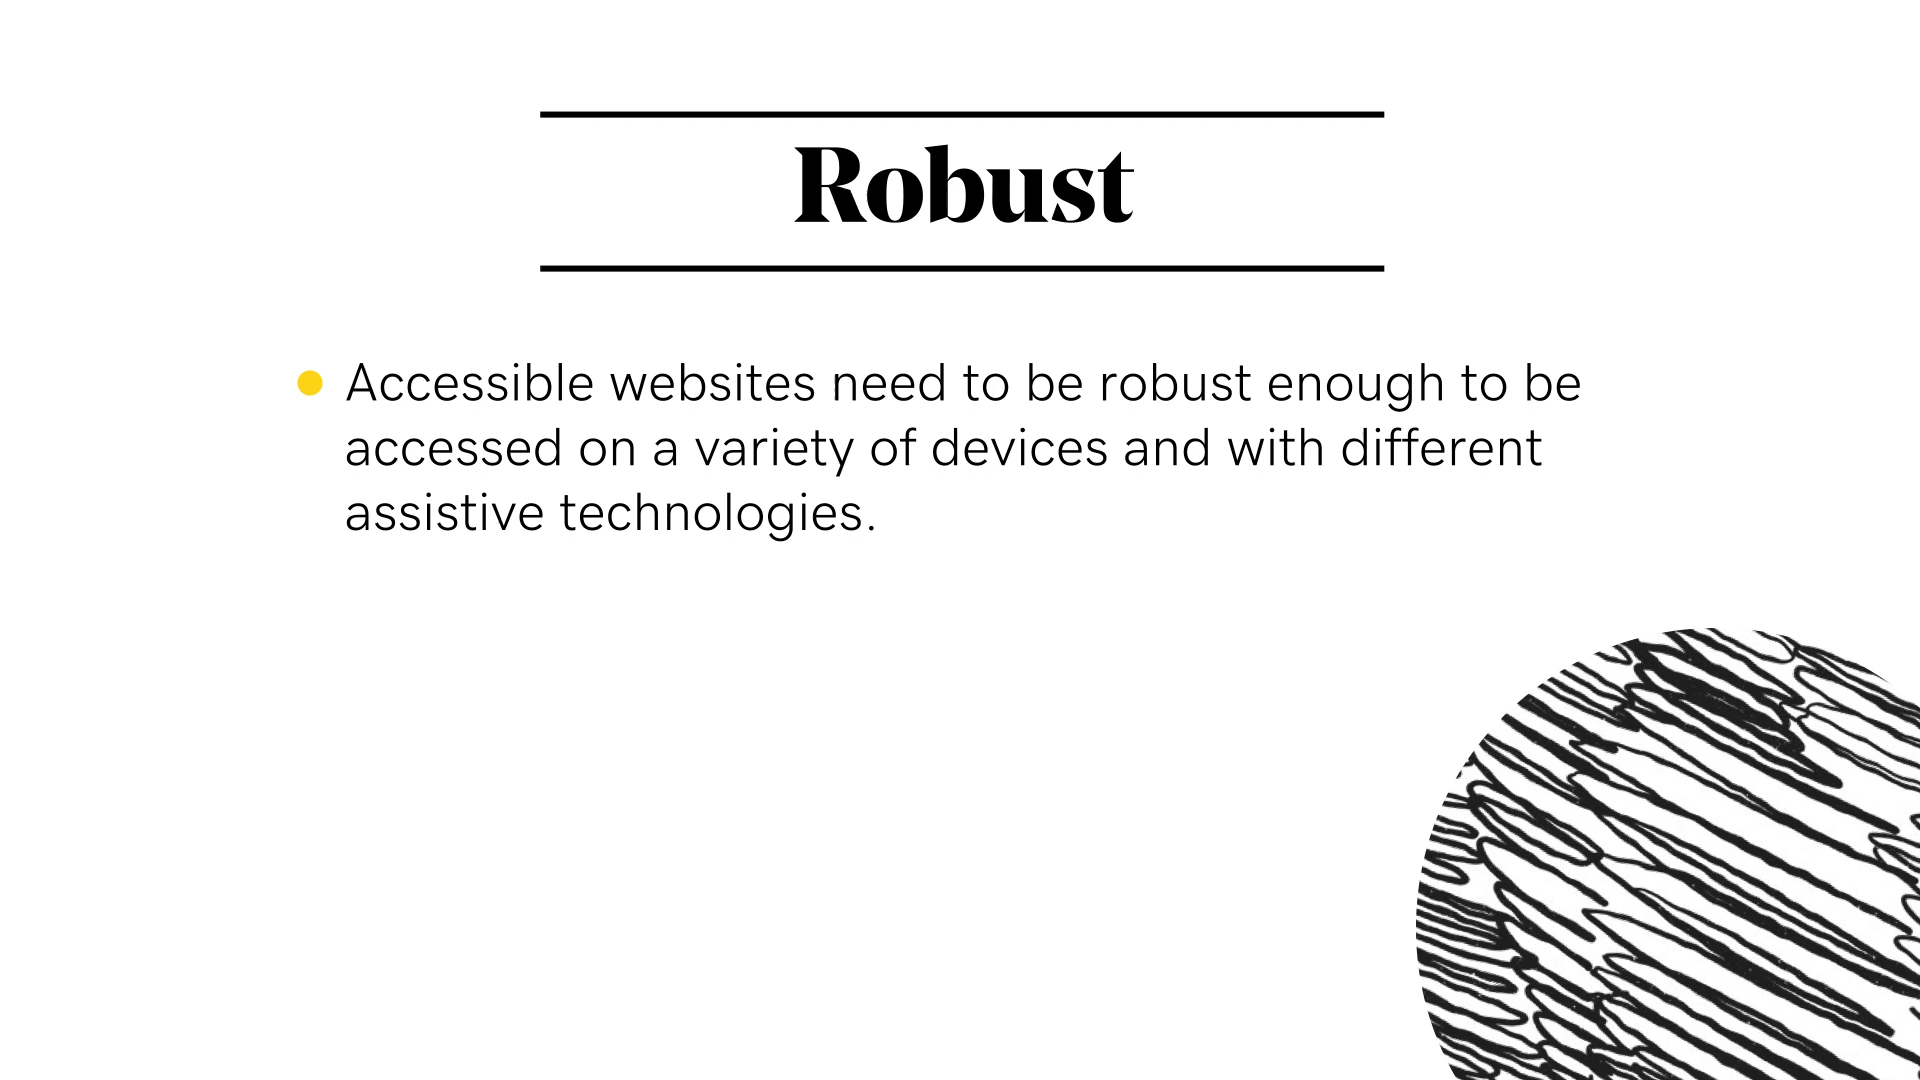 Robust
Accessible websites need to be robust enough to be
accessed on a variety of devices and with different
assistive technologies.